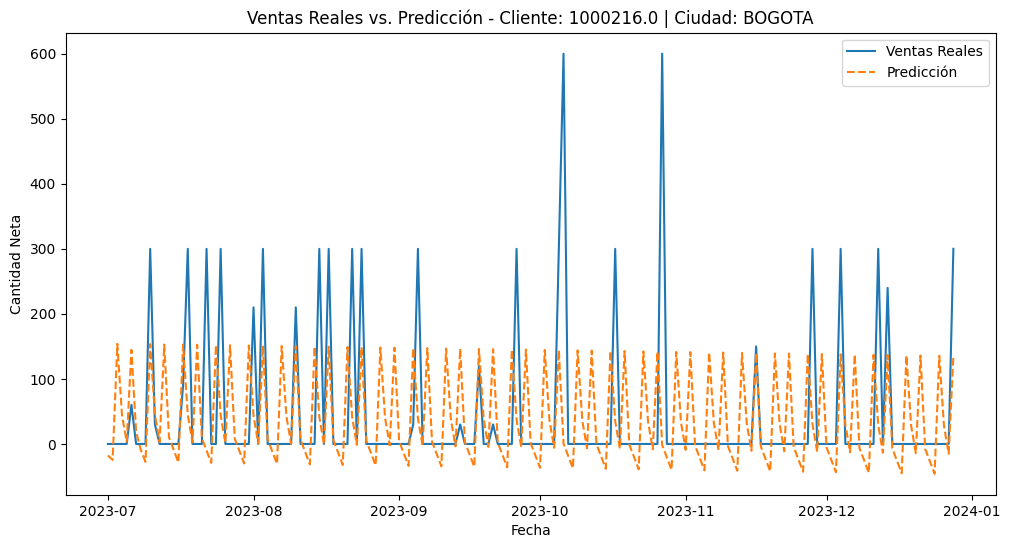 Ventas Reales vs. Predicción - Cliente: 1000216.0 | Ciudad: BOGOTA
Ventas Reales
Predicción
Cantidad Neta
600
500
400
300
200
100
0
2023-07
2023-08
2023-09
2023-10
2023-11
2023-12
2024-01
Fecha